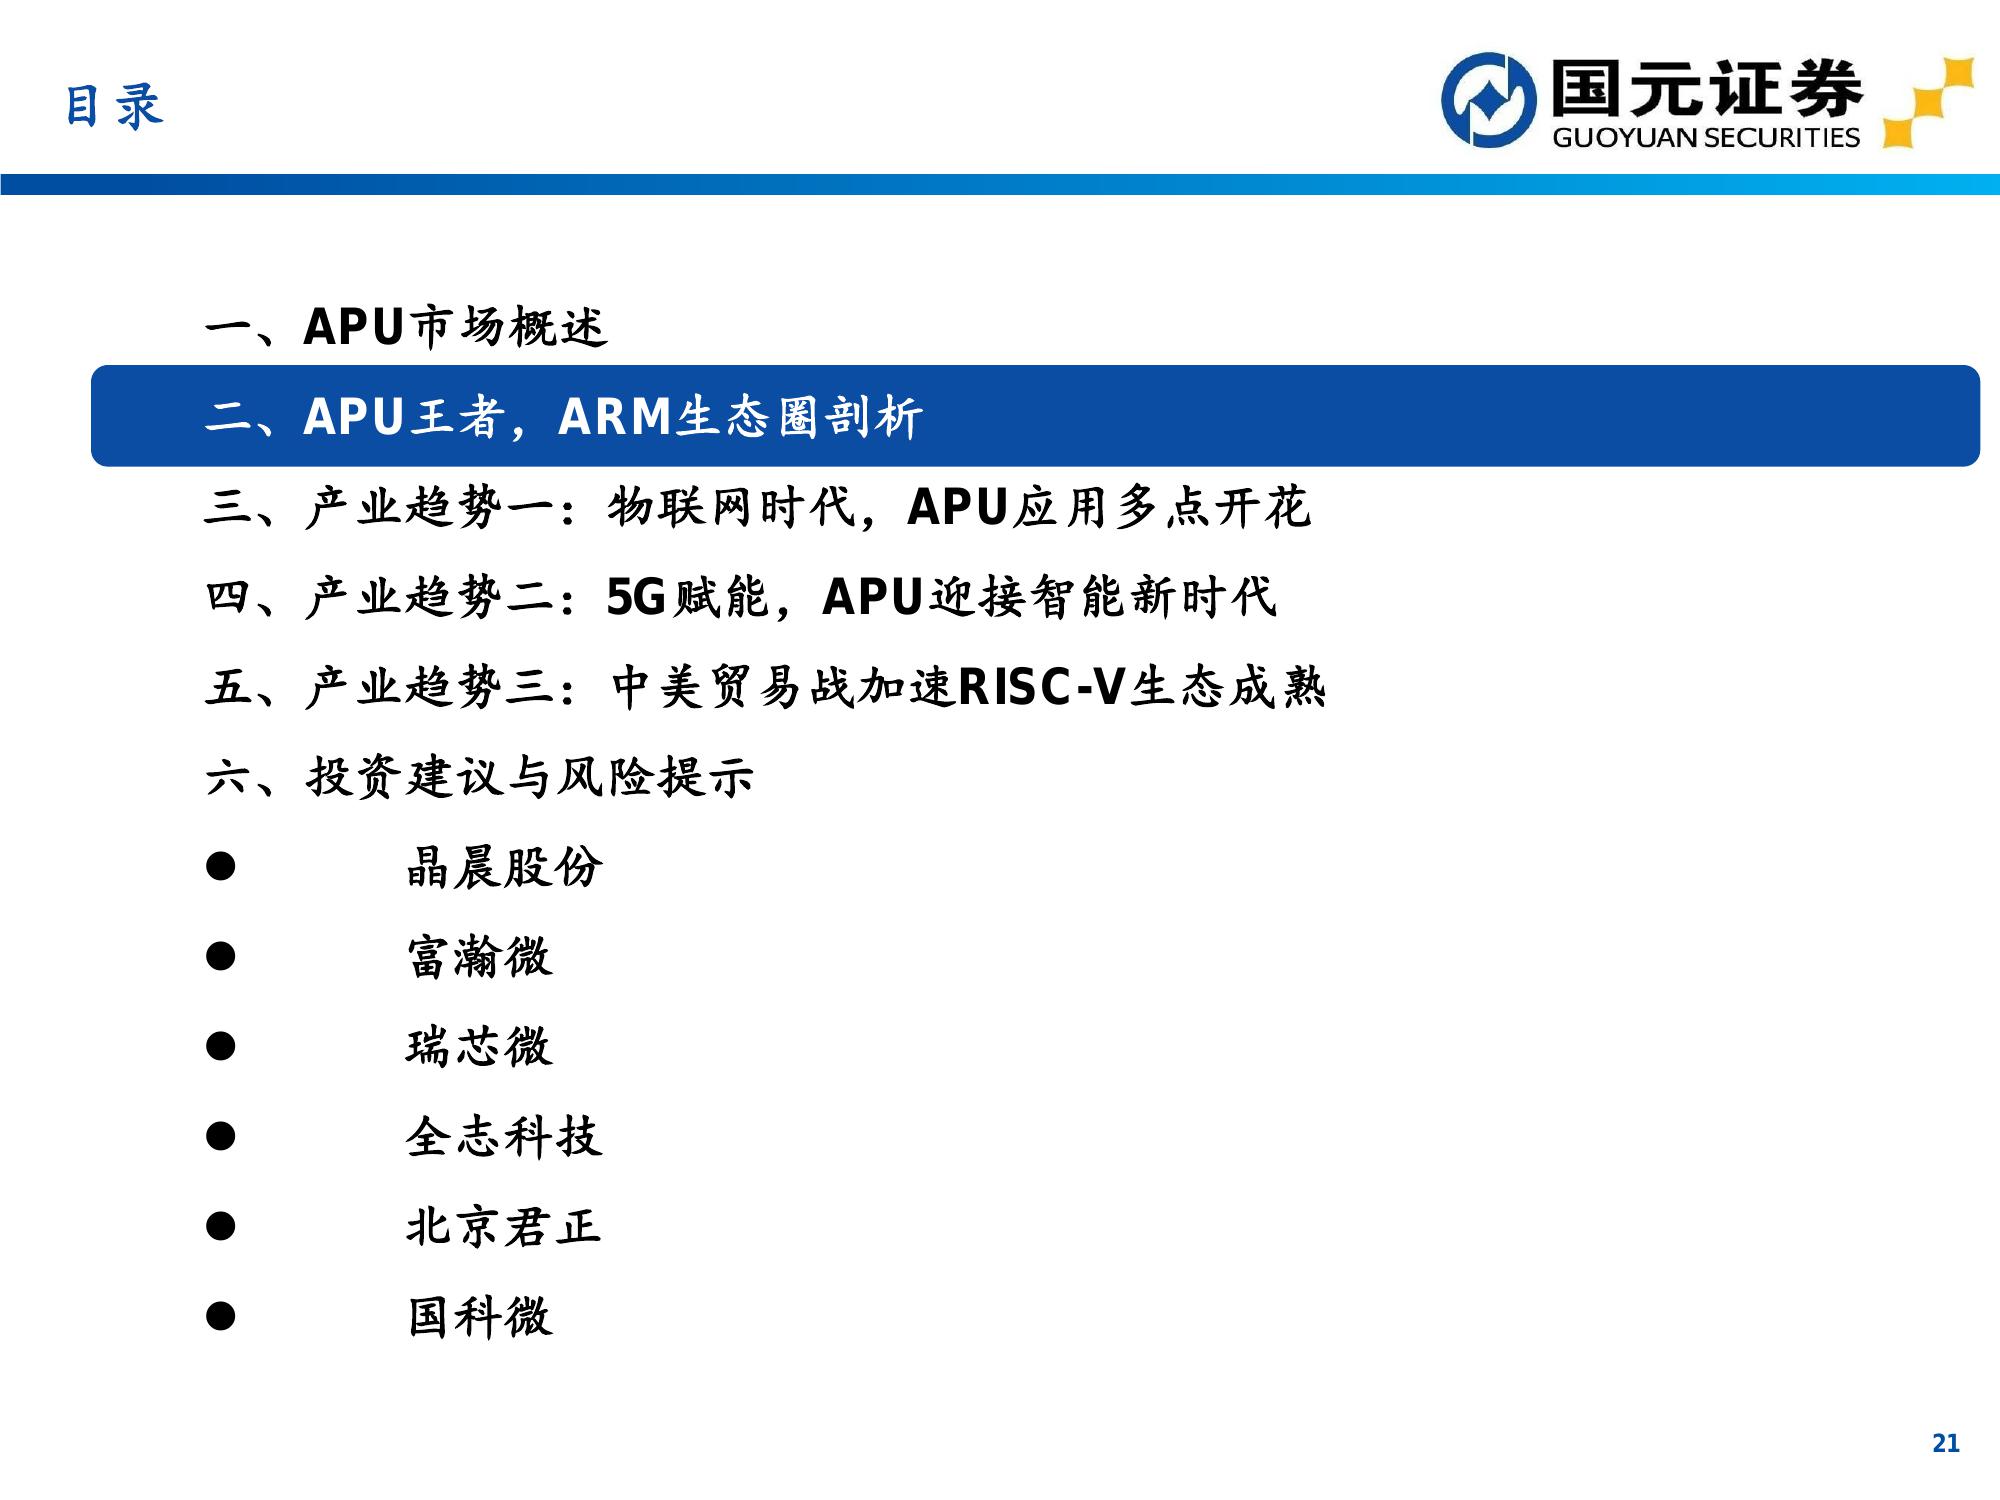 目录
国元证券
GUOYUAN SECURITIES
一、APU市场概述
二、APU王者，ARM生态圈剖析
三、产业趋势一：物联网时代，APU应用多点开花
四、产业趋势二：5G赋能，APU迎接智能新时代
五、产业趋势三：中美贸易战加速RISC-V生态成熟
六、投资建议与风险提示
● 晶晨股份
● 富瀚微
● 瑞芯微
● 全志科技
● 北京君正
● 国科微
21